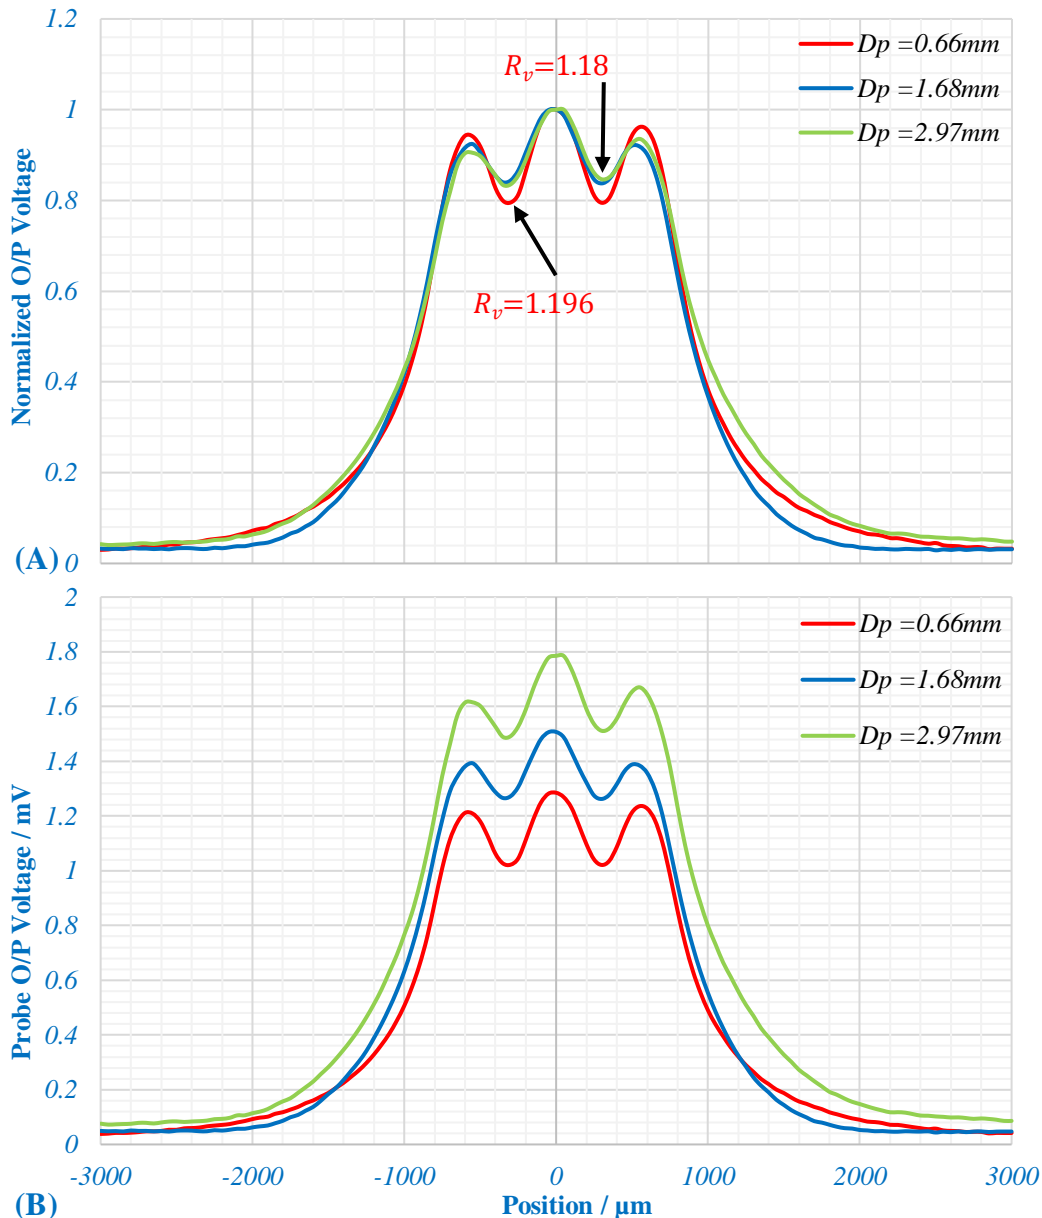 1.2
1
0.8
0.6
0.4
0.2
0
Normalized O/P Voltage
Dp =0.66mm
Dp =1.68mm
Dp =2.97mm
R_v=1.18
R_v=1.196
(A)
2
1.8
1.6
1.4
1.2
1
0.8
0.6
0.4
0.2
0
Probe O/P Voltage / mV
Dp =0.66mm
Dp =1.68mm
Dp =2.97mm
-3000 -2000 -1000 0 1000 2000 3000
(B)
Position / µm